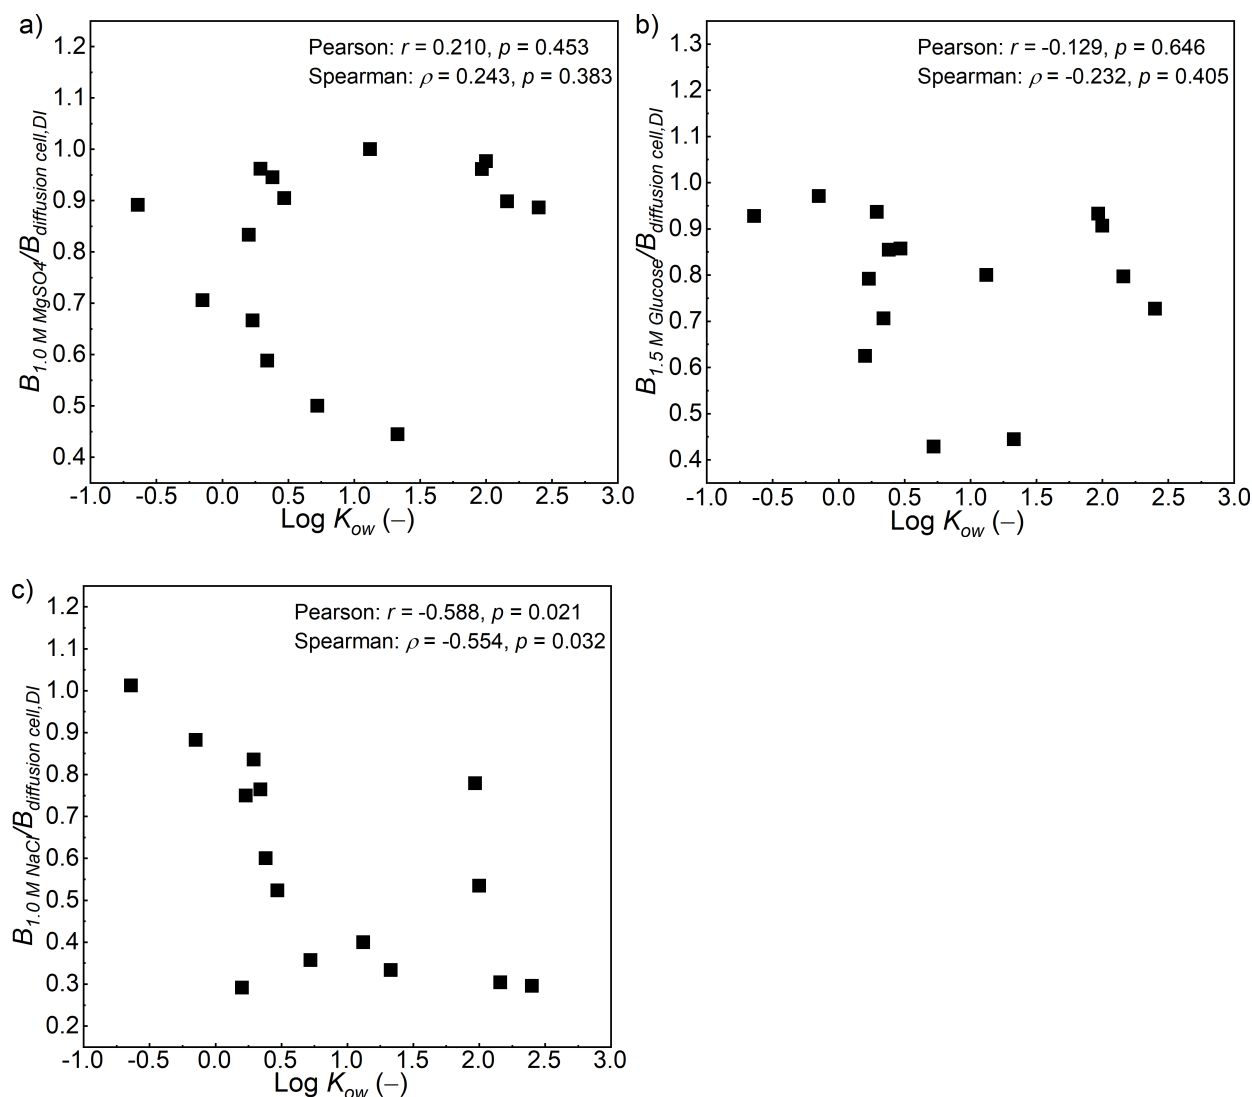 a)
Pearson: r = 0.210, p = 0.453
Spearman: ρ = 0.243, p = 0.383
B1.0 M MgSO4/Bdiffusion cell,DI
1.2
1.1
1.0
0.9
0.8
0.7
0.6
0.5
0.4
-1.0 -0.5 0.0 0.5 1.0 1.5 2.0 2.5 3.0
Log Kow (–)
b)
Pearson: r = -0.129, p = 0.646
Spearman: ρ = -0.232, p = 0.405
B1.5 M Glucose/Bdiffusion cell,DI
1.3
1.2
1.1
1.0
0.9
0.8
0.7
0.6
0.5
0.4
-1.0 -0.5 0.0 0.5 1.0 1.5 2.0 2.5 3.0
Log Kow (–)
c)
Pearson: r = -0.588, p = 0.021
Spearman: ρ = -0.554, p = 0.032
B1.0 M NaCl/Bdiffusion cell,DI
1.2
1.1
1.0
0.9
0.8
0.7
0.6
0.5
0.4
0.3
0.2
-1.0 -0.5 0.0 0.5 1.0 1.5 2.0 2.5 3.0
Log Kow (–)